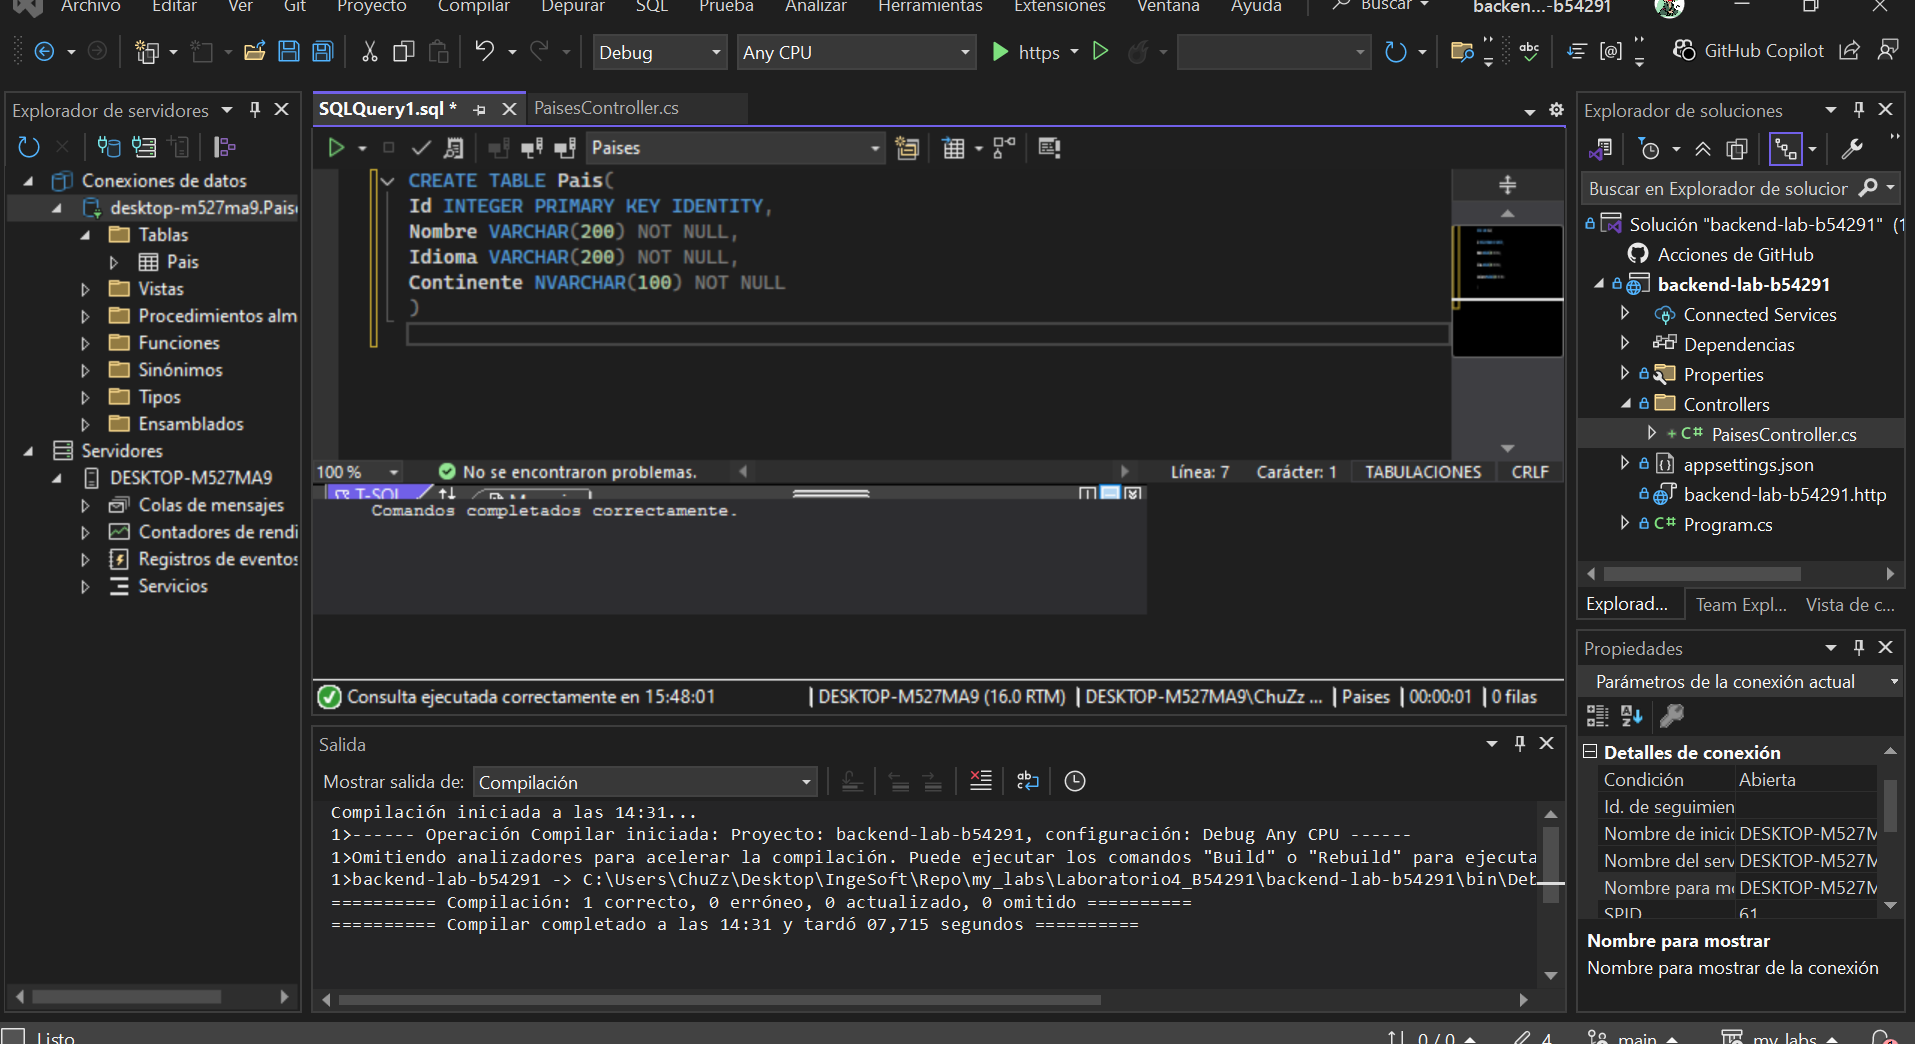 Archivo Editar Ver Git Proyecto Compilar Depurar SQL Prueba Analizar Herramientas Extensiones Ventana Ayuda Buscar backen...-b54291
Debug Any CPU https GitHub Copilot
Explorador de servidores
Conexiones de datos
desktop-m527ma9.Paise
Tablas
Pais
Vistas
Procedimientos alm
Funciones
Sinónimos
Tipos
Ensamblados
Servidores
DESKTOP-M527MA9
Colas de mensajes
Contadores de rendi
Registros de eventos
Servicios
SQLQuery1.sql * PaisesController.cs
Paises
CREATE TABLE Pais(
Id INTEGER PRIMARY KEY IDENTITY,
Nombre VARCHAR(200) NOT NULL,
Idioma VARCHAR(200) NOT NULL,
Continente NVARCHAR(100) NOT NULL
)
100 % No se encontraron problemas. Línea: 7 Carácter: 1 TABULACIONES CRLF
T-SQL
Comandos completados correctamente.
Consulta ejecutada correctamente en 15:48:01 DESKTOP-M527MA9 (16.0 RTM) DESKTOP-M527MA9\ChuZz ... Paises 00:00:01 0 filas
Salida
Mostrar salida de: Compilación
Compilación iniciada a las 14:31...
1>------ Operación Compilar iniciada: Proyecto: backend-lab-b54291, configuración: Debug Any CPU ------
1>Omitiendo analizadores para acelerar la compilación. Puede ejecutar los comandos "Build" o "Rebuild" para ejecuta
1>backend-lab-b54291 -> C:\Users\ChuZz\Desktop\IngeSoft\Repo\my_labs\Laboratorio4_B54291\backend-lab-b54291\bin\Deb
========== Compilación: 1 correcto, 0 erróneo, 0 actualizado, 0 omitido ==========
========== Compilar completado a las 14:31 y tardó 07,715 segundos ==========
Explorador de soluciones
Buscar en Explorador de solucior
Solución "backend-lab-b54291" (1
Acciones de GitHub
backend-lab-b54291
Connected Services
Dependencias
Properties
Controllers
C# PaisesController.cs
appsettings.json
backend-lab-b54291.http
C# Program.cs
Explorad... Team Expl... Vista de c...
Propiedades
Parámetros de la conexión actual
Detalles de conexión
Condición Abierta
Id. de seguimien
Nombre de inicio DESKTOP-M527M
Nombre del serv DESKTOP-M527M
Nombre para mo DESKTOP-M527M
SPID 61
Nombre para mostrar
Nombre para mostrar de la conexión
Listo 0 / 0 4 main my_labs